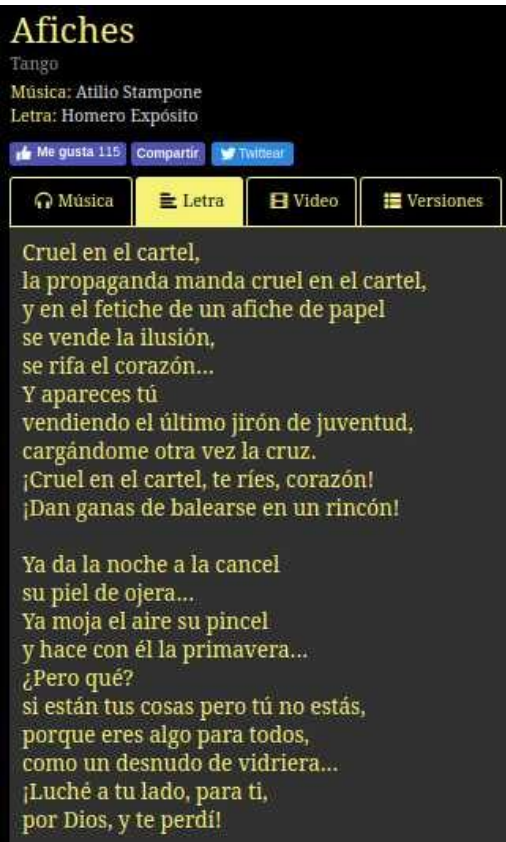 Afiches
Tango
Música: Atilio Stampone
Letra: Homero Expósito
Me gusta 115 Compartir Twittear
Música Letra Video Versiones
Cruel en el cartel,
la propaganda manda cruel en el cartel,
y en el fetiche de un afiche de papel
se vende la ilusión,
se rifa el corazón...
Y apareces tú
vendiendo el último jirón de juventud,
cargándome otra vez la cruz.
¡Cruel en el cartel, te ríes, corazón!
¡Dan ganas de balearse en un rincón!

Ya da la noche a la cancel
su piel de ojera...
Ya moja el aire su pincel
y hace con él la primavera...
¿Pero qué?
si están tus cosas pero tú no estás,
porque eres algo para todos,
como un desnudo de vidriera...
¡Luché a tu lado, para ti,
por Dios, y te perdí!